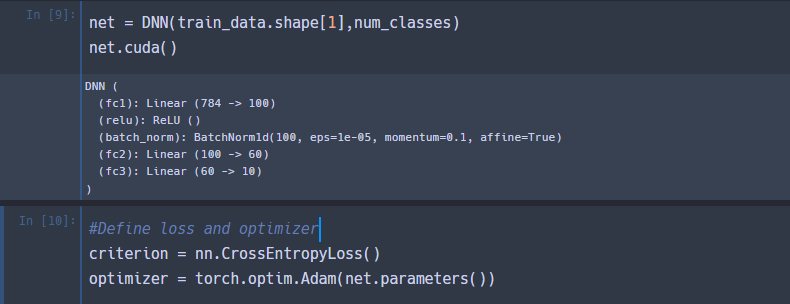 In [9]:
net = DNN(train_data.shape[1],num_classes)
net.cuda()
DNN (
  (fc1): Linear (784 -> 100)
  (relu): ReLU ()
  (batch_norm): BatchNorm1d(100, eps=1e-05, momentum=0.1, affine=True)
  (fc2): Linear (100 -> 60)
  (fc3): Linear (60 -> 10)
)
In [10]:
#Define loss and optimizer
criterion = nn.CrossEntropyLoss()
optimizer = torch.optim.Adam(net.parameters())